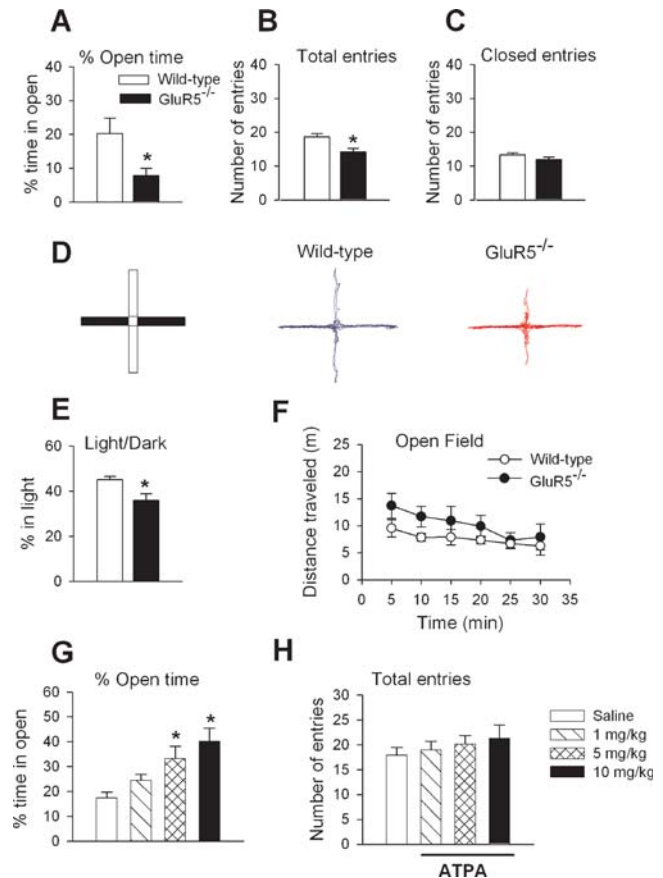 A
% Open time
Wild-type
GluR5-/-
% time in open
40
30
20
10
0
*
B
Total entries
Number of entries
40
30
20
10
0
*
C
Closed entries
Number of entries
40
30
20
10
0
D
Wild-type
GluR5-/-
E
Light/Dark
% in light
60
40
20
0
*
F
Open Field
Wild-type
GluR5-/-
Distance traveled (m)
25
20
15
10
5
0
0 5 10 15 20 25 30 35
Time (min)
G
% Open time
% time in open
60
50
40
30
20
10
0
* *
H
Total entries
Number of entries
30
25
20
15
10
5
0
Saline
1 mg/kg
5 mg/kg
10 mg/kg
ATPA